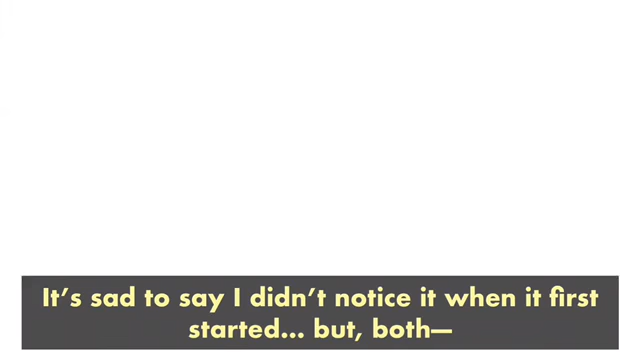 It’s sad to say I didn’t notice it when it first
started... but, both—